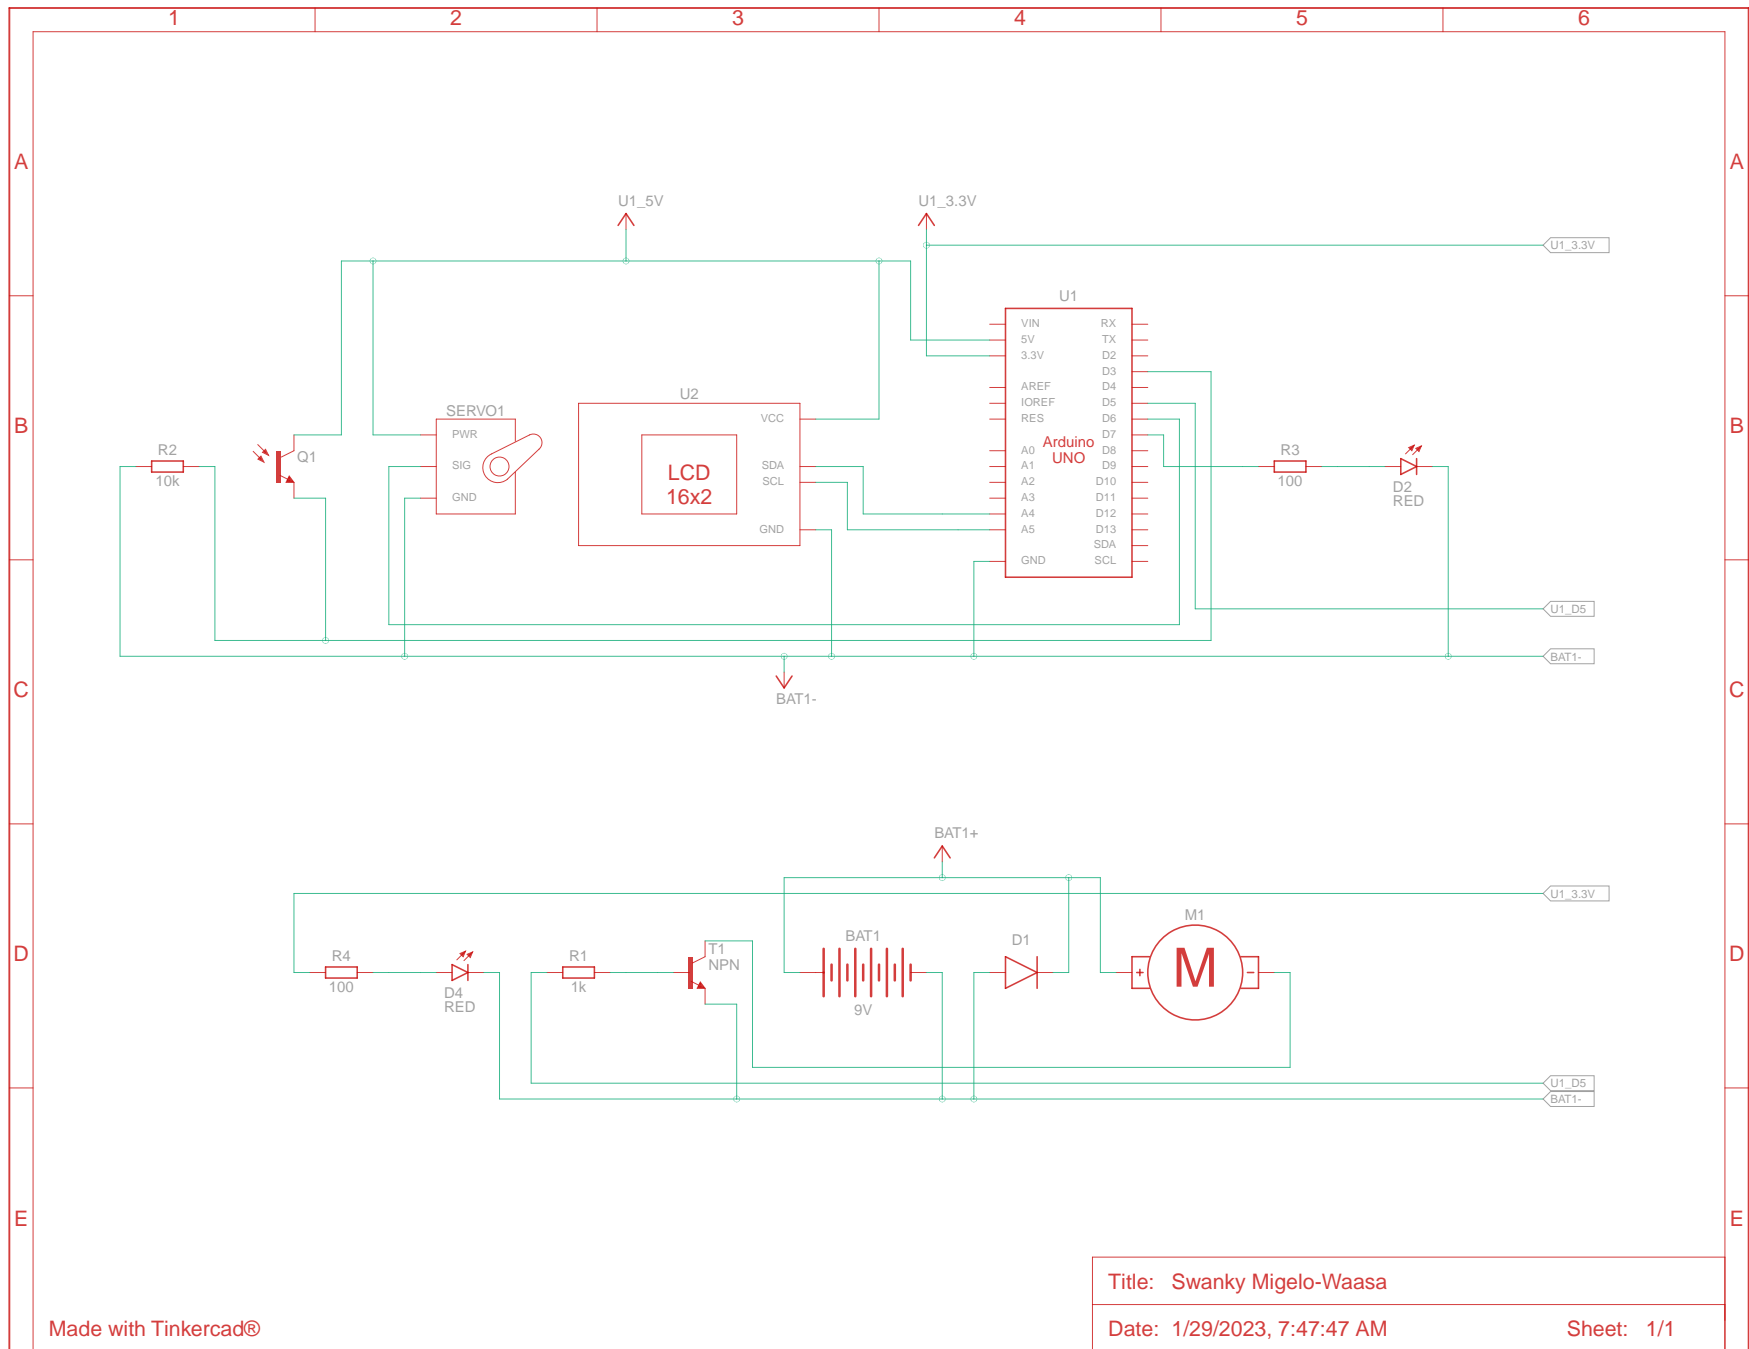 1 2 3 4 5 6
A A
U1_5V U1_3.3V
U1_3.3V
U1
VIN RX
5V TX
3.3V D2
D3
AREF D4
IOREF D5
RES D6
D7
A0 D8
A1 D9
A2 D10
A3 D11
A4 D12
A5 D13
SDA
GND SCL
Arduino
UNO
B B
R2
10k
Q1
SERVO1
PWR
SIG
GND
U2
VCC
SDA
SCL
GND
LCD
16x2
R3
100
D2
RED
U1_D5
BAT1-
BAT1-
C C
BAT1+
U1_3.3V
D D
R4
100
D4
RED
R1
1k
T1
NPN
BAT1
9V
D1
M1
+ M -
U1_D5
BAT1-
E E
Title: Swanky Migelo-Waasa
Made with Tinkercad®
Date: 1/29/2023, 7:47:47 AM Sheet: 1/1